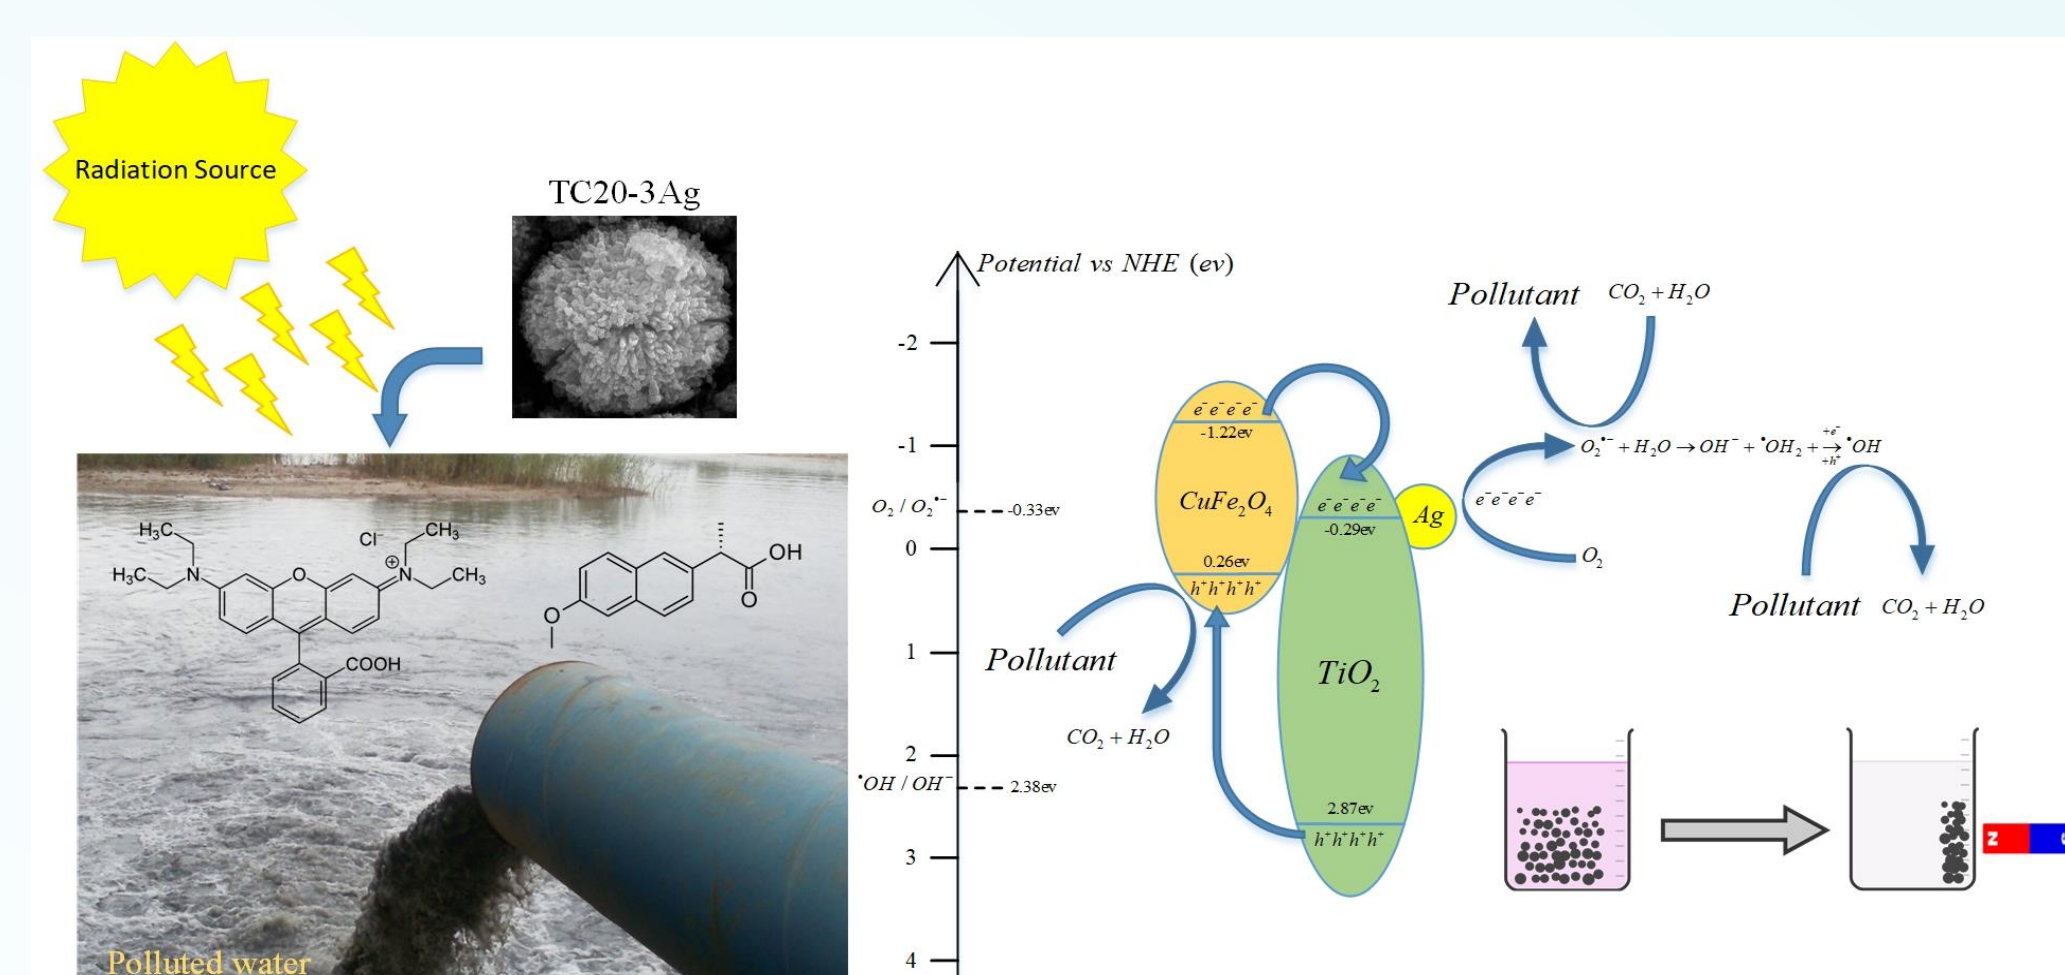 Radiation Source
TC20-3Ag
H₃C
CH₃
Cl⁻
H₃C
N
O
⊕
N
CH₃
COOH
OH
O
O
Polluted water
Potential vs NHE (ev)
-2
-1
O₂ / O₂•⁻
-0.33ev
0
1
2
•OH / OH⁻
2.38ev
3
4
e⁻e⁻e⁻e⁻
-1.22ev
CuFe₂O₄
0.26ev
h⁺h⁺h⁺h⁺
Pollutant
CO₂ + H₂O
e⁻e⁻e⁻e⁻
-0.29ev
TiO₂
2.87ev
h⁺h⁺h⁺h⁺
Ag
e⁻e⁻e⁻e⁻
O₂
Pollutant CO₂ + H₂O
+e⁻
O₂•⁻ + H₂O → OH⁻ + •OH₂ + → •OH
+h⁺
Pollutant CO₂ + H₂O
N